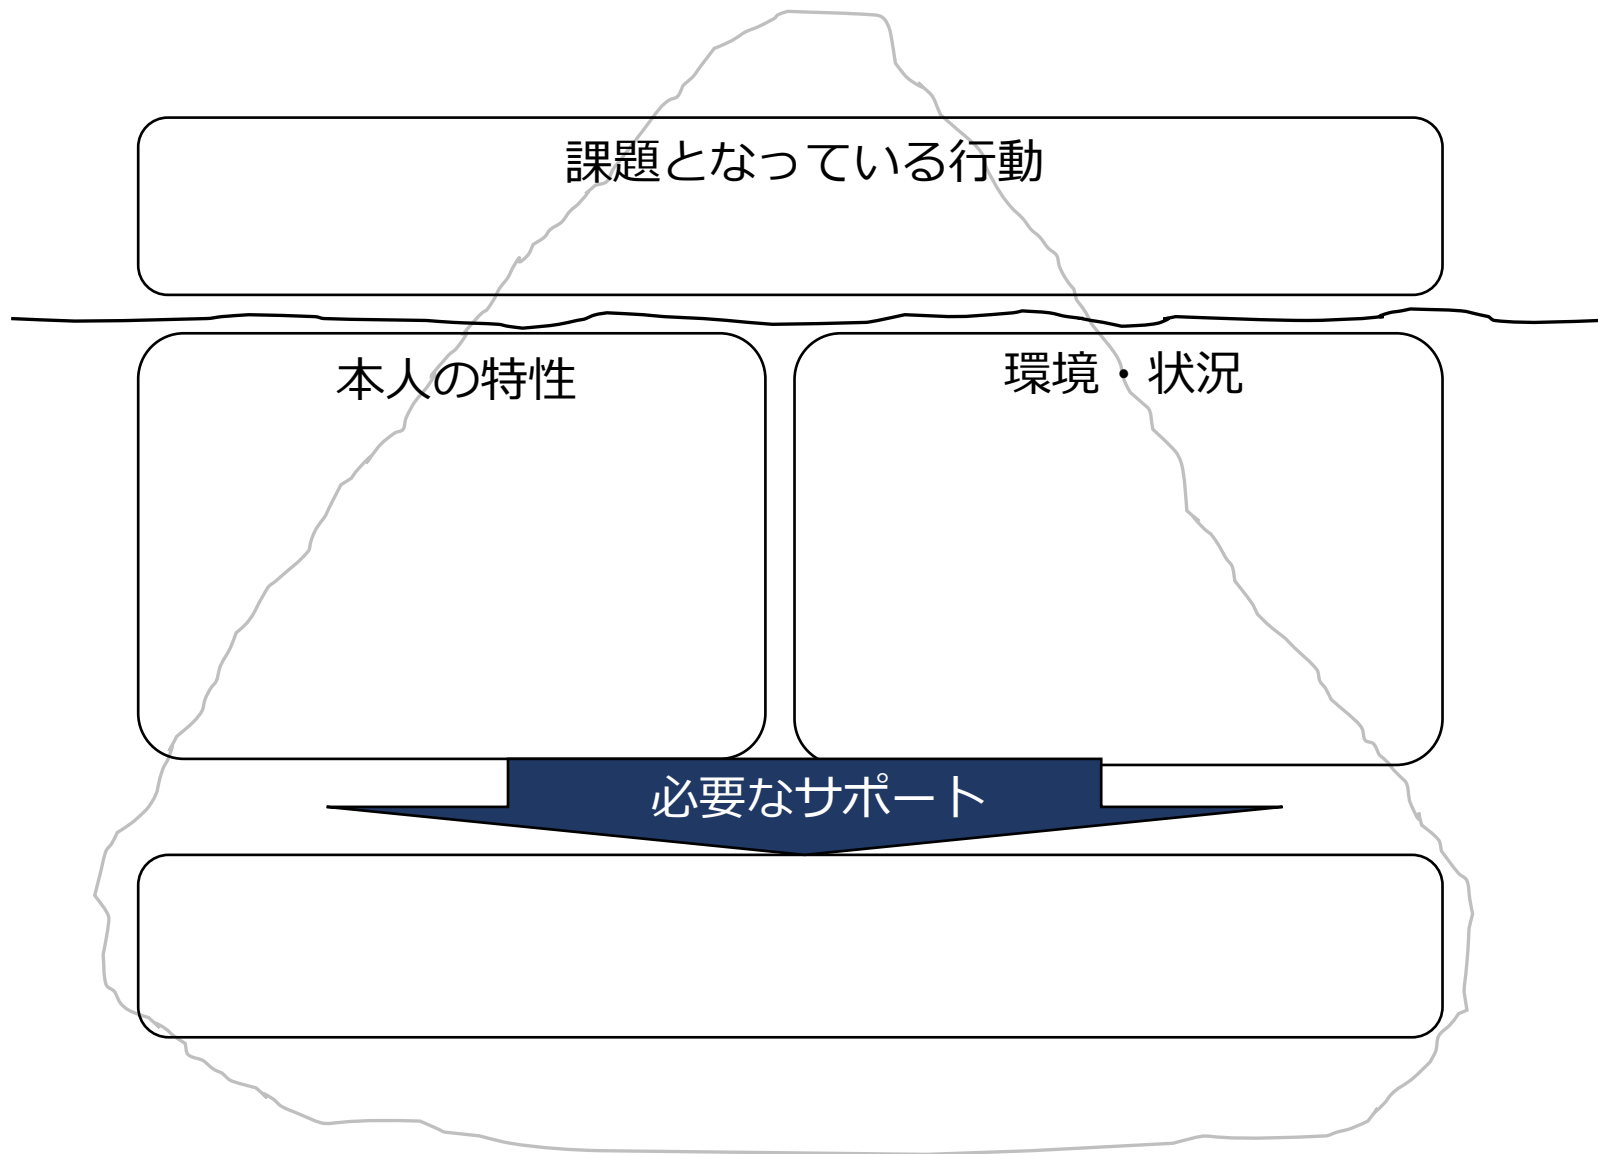 課題となっている行動
本人の特性
環境・状況
必要なサポート